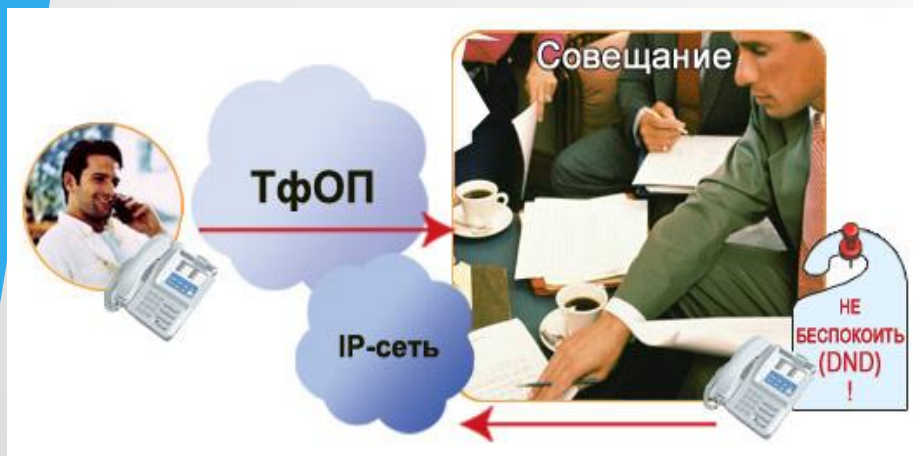 Совещание
ТфОП
IP-сеть
НЕ
БЕСПОКОИТЬ
(DND)
!